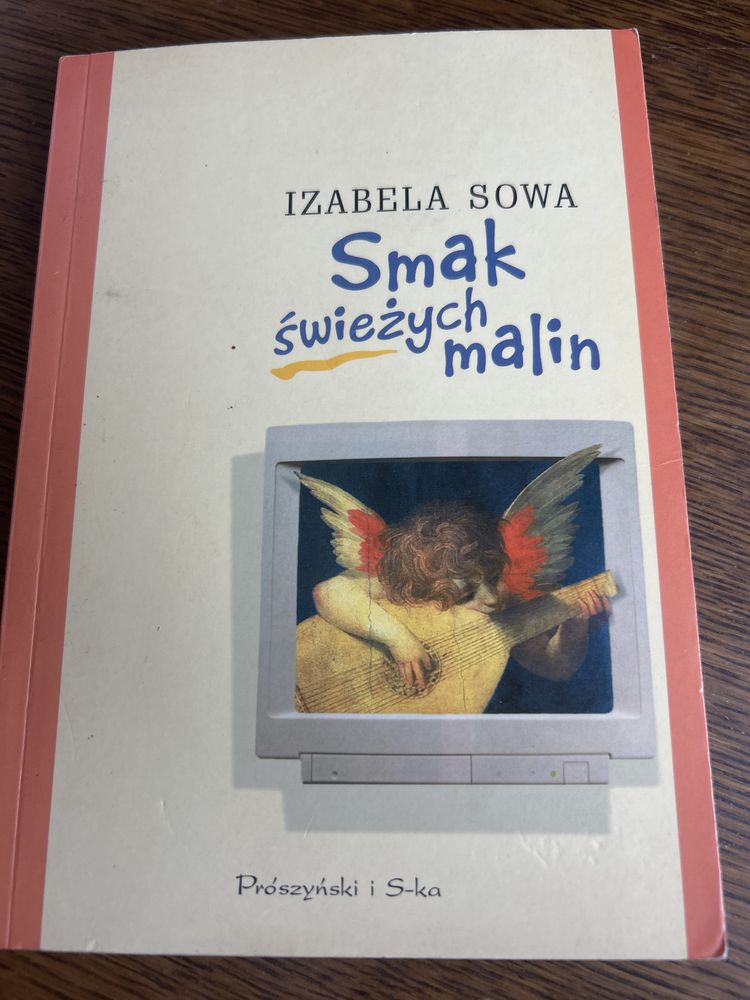 IZABELA SOWA
Smak
świeżych
malin
Prószyński i S-ka